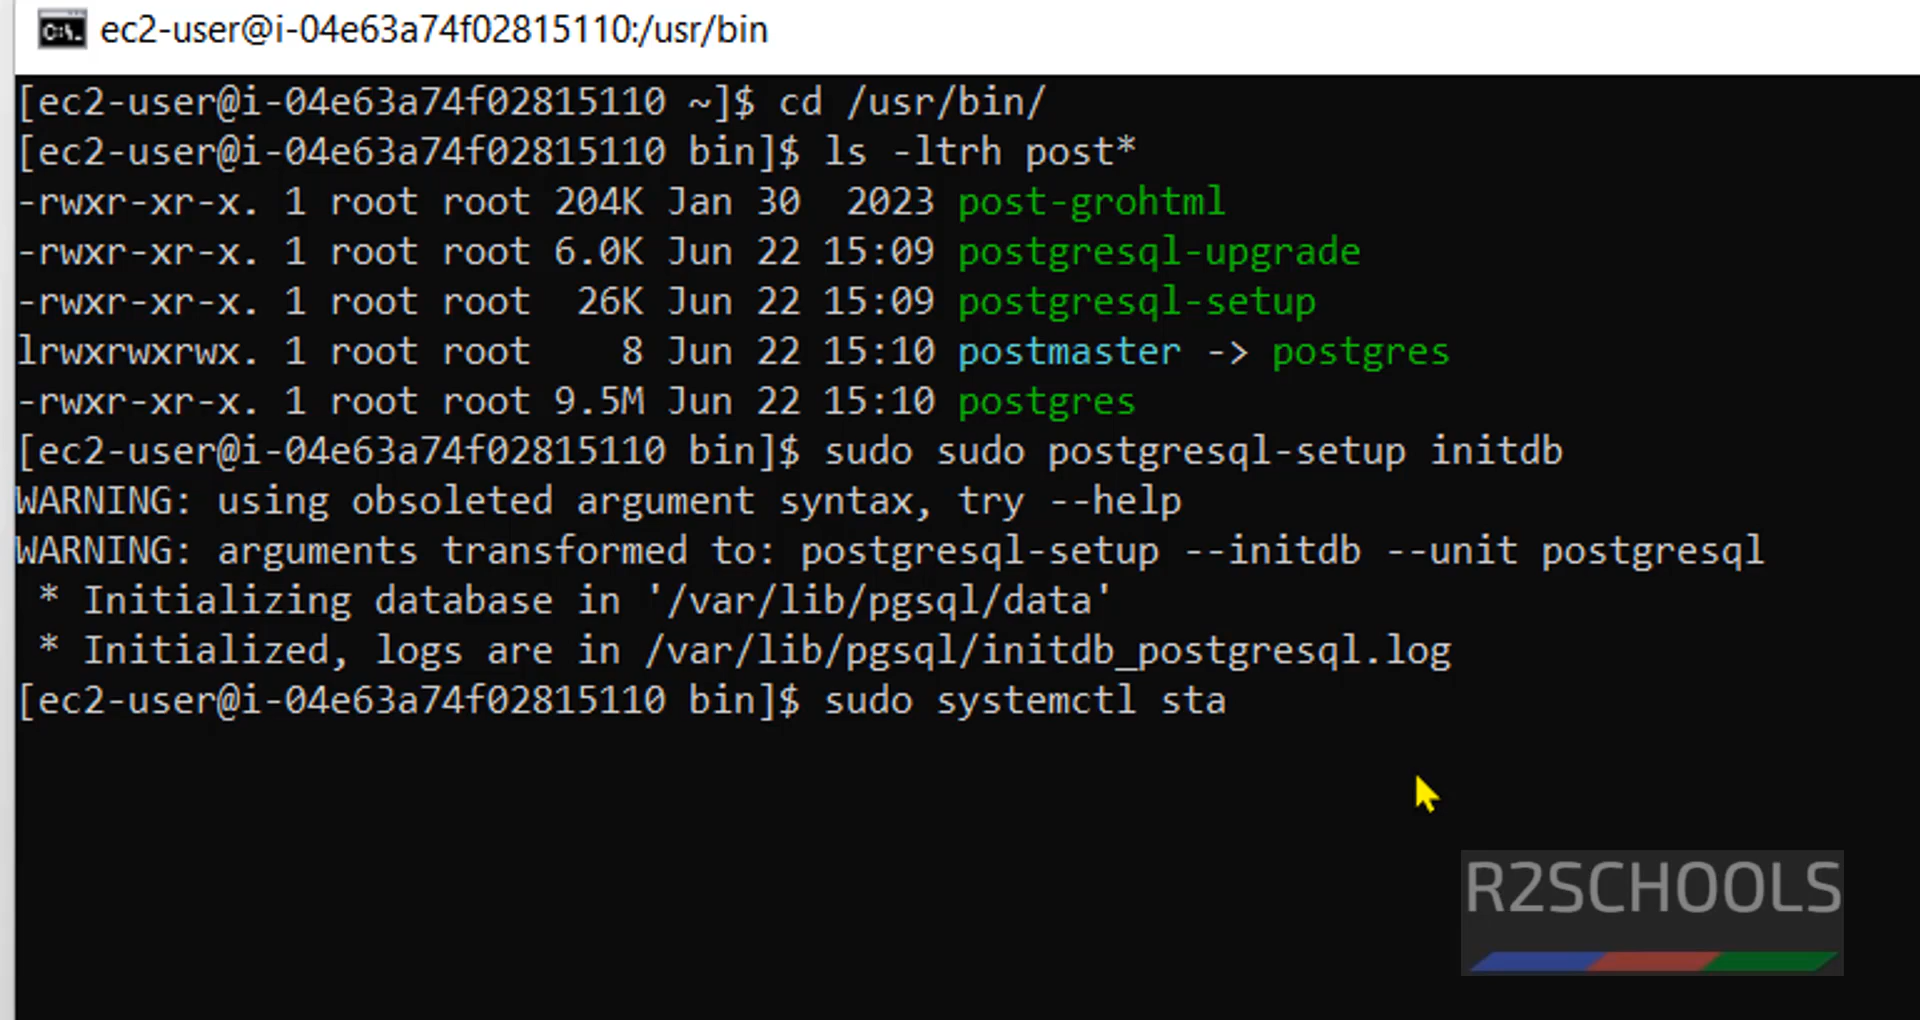 ec2-user@i-04e63a74f02815110:/usr/bin
[ec2-user@i-04e63a74f02815110 ~]$ cd /usr/bin/
[ec2-user@i-04e63a74f02815110 bin]$ ls -ltrh post*
-rwxr-xr-x. 1 root root 204K Jan 30  2023 post-grohtml
-rwxr-xr-x. 1 root root 6.0K Jun 22 15:09 postgresql-upgrade
-rwxr-xr-x. 1 root root  26K Jun 22 15:09 postgresql-setup
lrwxrwxrwx. 1 root root    8 Jun 22 15:10 postmaster -> postgres
-rwxr-xr-x. 1 root root 9.5M Jun 22 15:10 postgres
[ec2-user@i-04e63a74f02815110 bin]$ sudo sudo postgresql-setup initdb
WARNING: using obsoleted argument syntax, try --help
WARNING: arguments transformed to: postgresql-setup --initdb --unit postgresql
 * Initializing database in '/var/lib/pgsql/data'
 * Initialized, logs are in /var/lib/pgsql/initdb_postgresql.log
[ec2-user@i-04e63a74f02815110 bin]$ sudo systemctl sta
R2SCHOOLS